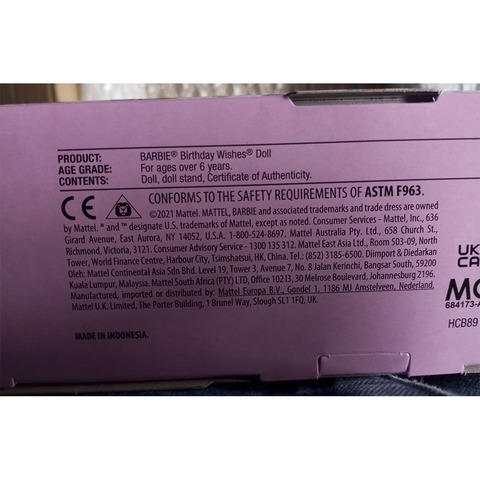 PRODUCT: BARBIE® Birthday Wishes® Doll
AGE GRADE: For ages over 6 years.
CONTENTS: Doll, doll stand, Certificate of Authenticity.
CE CONFORMS TO THE SAFETY REQUIREMENTS OF ASTM F963.
©2021 Mattel. MATTEL, BARBIE and associated trademarks and trade dress are owned
by Mattel. ® and ™ designate U.S. trademarks of Mattel, except as noted. Consumer Services - Mattel, Inc., 636
Girard Avenue, East Aurora, NY 14052, U.S.A. 1-800-524-8697. Mattel Australia Pty. Ltd., 658 Church St.,
Richmond, Victoria, 3121. Consumer Advisory Service - 1300 135 312. Mattel East Asia Ltd., Room 503-09, North
Tower, World Finance Centre, Harbour City, Tsimshatsui, HK, China. Tel.: (852) 3185-6500. Diimport & Diedarkan
Oleh: Mattel Continental Asia Sdn Bhd. Level 19, Tower 3, Avenue 7, No. 8 Jalan Kerinchi, Bangsar South, 59200
Kuala Lumpur, Malaysia. Mattel South Africa (PTY) LTD, Office 102 I3, 30 Melrose Boulevard, Johannesburg 2196.
Manufactured, imported or distributed by: Mattel Europa B.V., Gondel 1, 1186 MJ Amstelveen, Nederland.
Mattel U.K. Limited, The Porter Building, 1 Brunel Way, Slough SL1 1FQ, UK.
MADE IN INDONESIA.
UK
CA
684173-A
HCB89